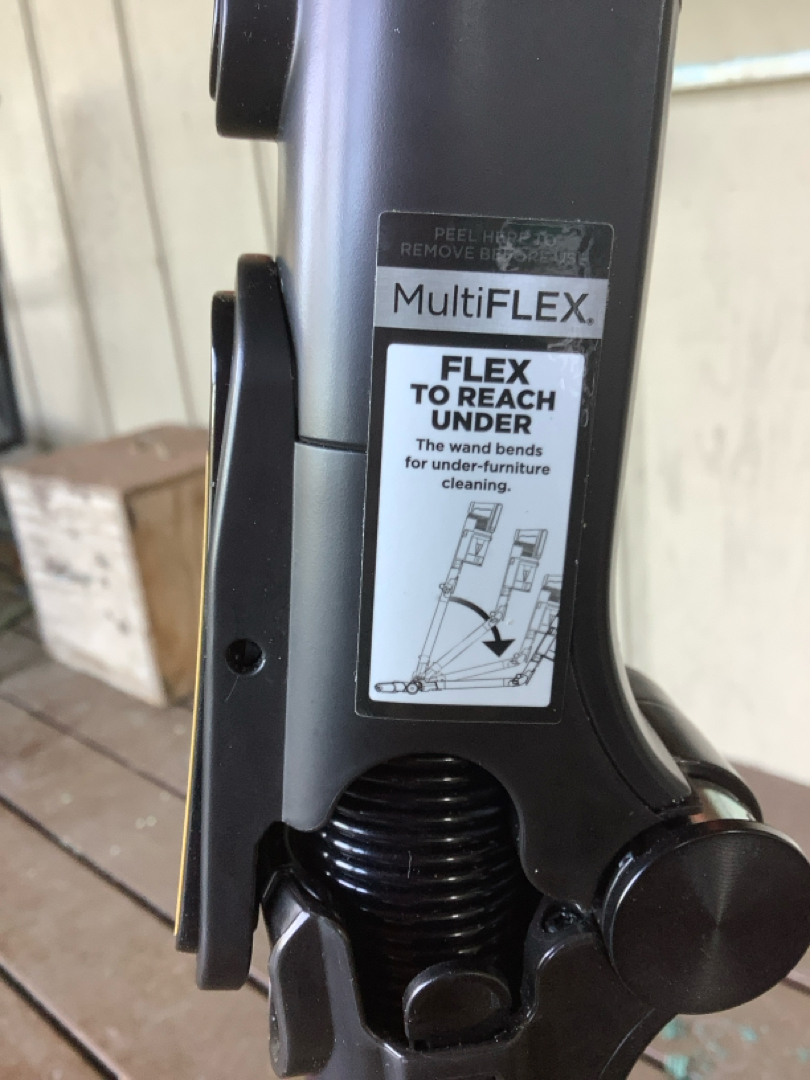 PEEL HERE TO
REMOVE BEFORE USE
MultiFLEX®
FLEX
TO REACH
UNDER
The wand bends
for under-furniture
cleaning.